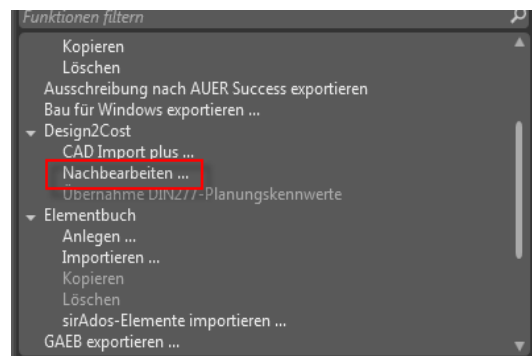 Funktionen filtern
Kopieren
Löschen
Ausschreibung nach AUER Success exportieren
Bau für Windows exportieren ...
Design2Cost
CAD Import plus ...
Nachbearbeiten ...
Übernahme DIN277-Planungskennwerte
Elementbuch
Anlegen ...
Importieren ...
Kopieren
Löschen
sirAdos-Elemente importieren ...
GAEB exportieren ...